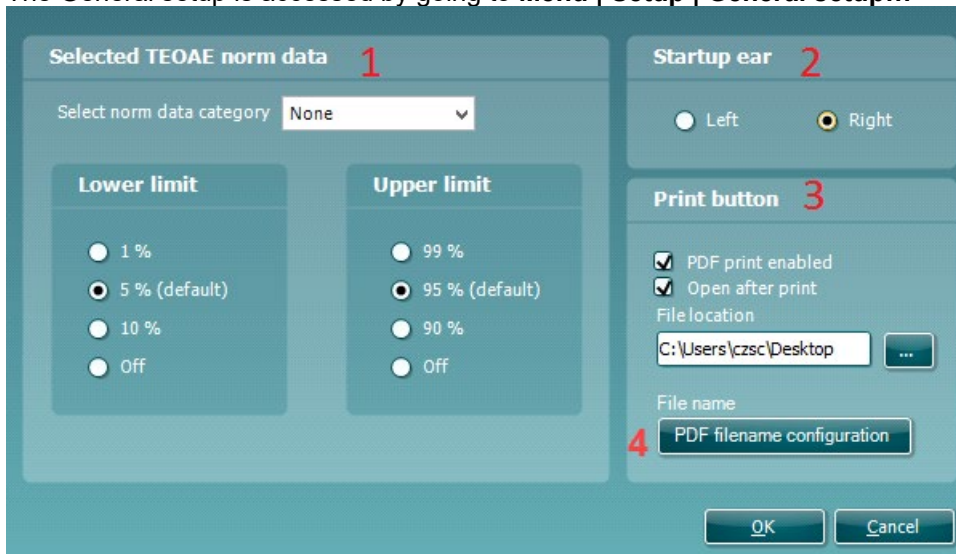 The General setup is accessed by going to Menu | Setup | General setup...
Selected TEOAE norm data 1
Select norm data category None
Lower limit
1 %
5 % (default)
10 %
Off
Upper limit
99 %
95 % (default)
90 %
Off
Startup ear 2
Left Right
Print button 3
PDF print enabled
Open after print
File location
C:\Users\czsc\Desktop ...
File name
4 PDF filename configuration
OK Cancel